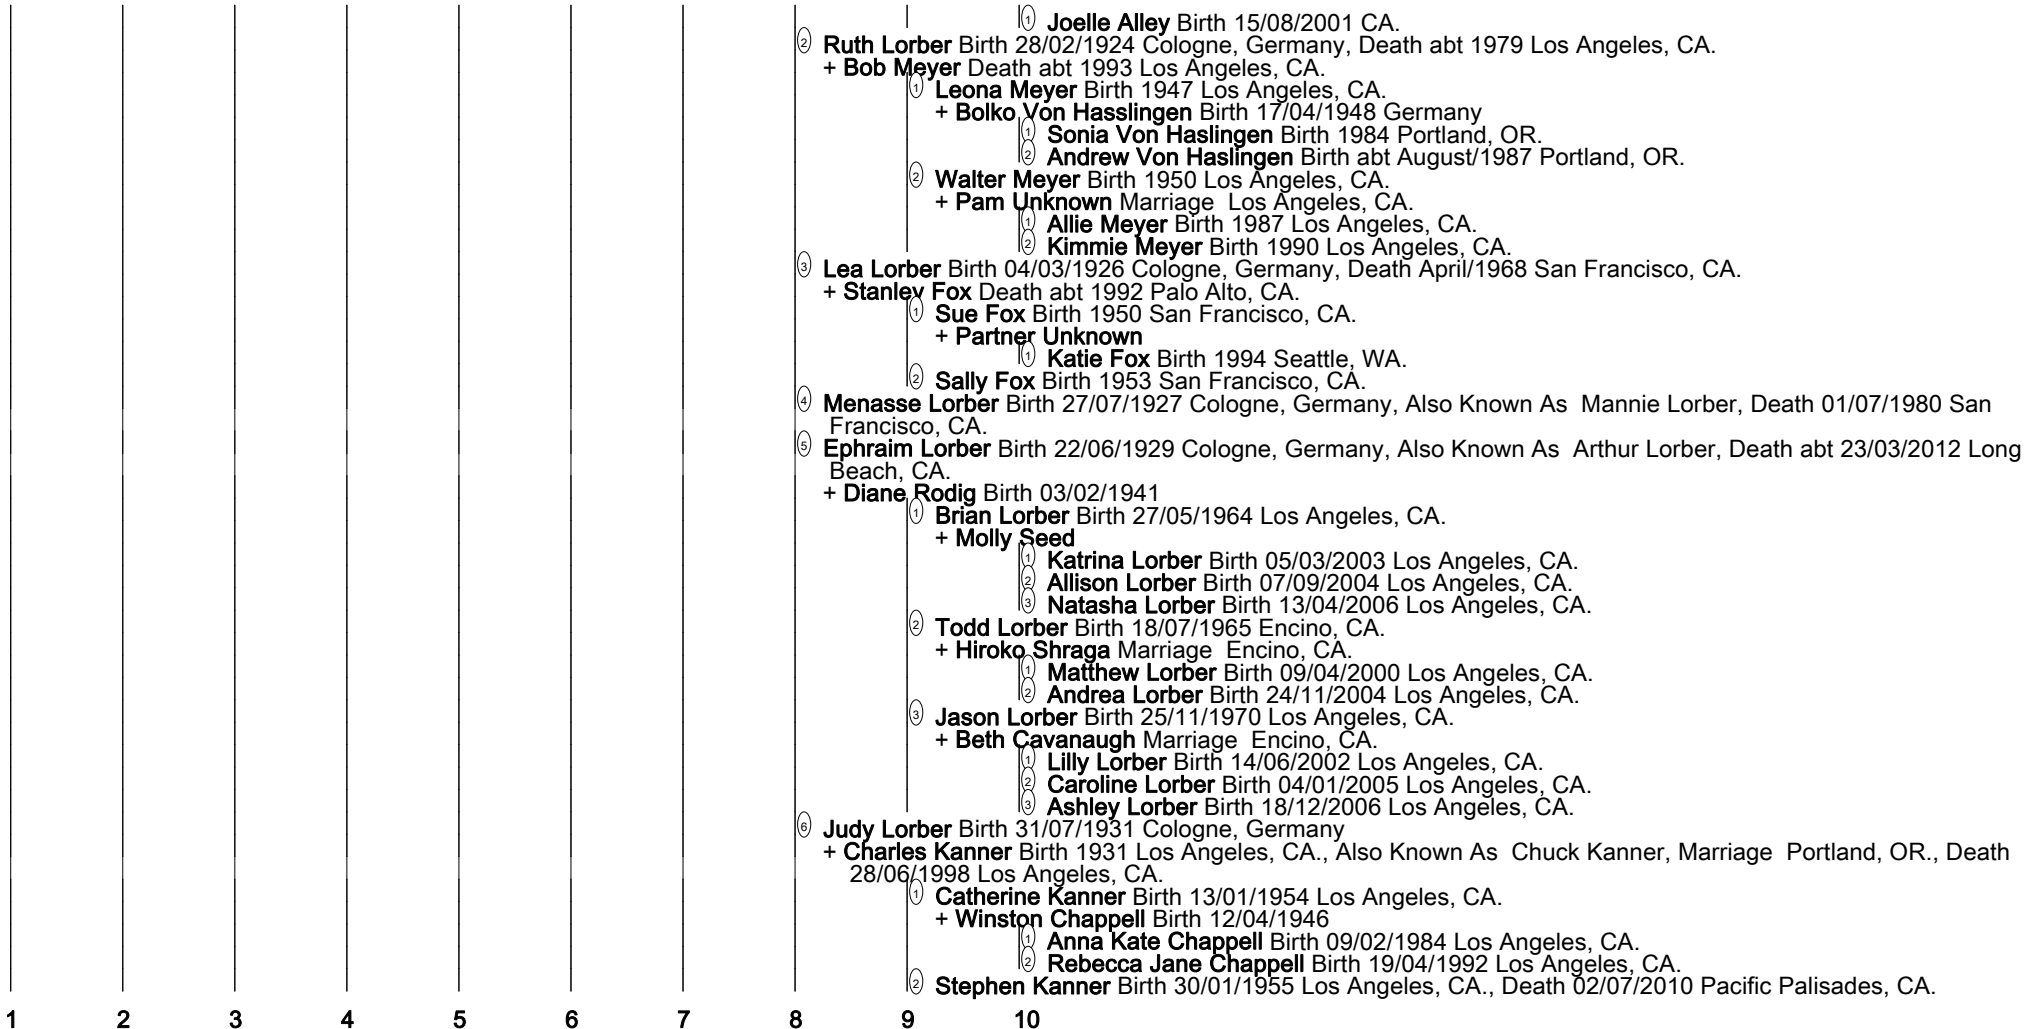 1 Joelle Alley Birth 15/08/2001 CA.
2 Ruth Lorber Birth 28/02/1924 Cologne, Germany, Death abt 1979 Los Angeles, CA.
+ Bob Meyer Death abt 1993 Los Angeles, CA.
1 Leona Meyer Birth 1947 Los Angeles, CA.
+ Bolko Von Hasslingen Birth 17/04/1948 Germany
1 Sonia Von Haslingen Birth 1984 Portland, OR.
2 Andrew Von Haslingen Birth abt August/1987 Portland, OR.
2 Walter Meyer Birth 1950 Los Angeles, CA.
+ Pam Unknown Marriage Los Angeles, CA.
1 Allie Meyer Birth 1987 Los Angeles, CA.
2 Kimmie Meyer Birth 1990 Los Angeles, CA.
3 Lea Lorber Birth 04/03/1926 Cologne, Germany, Death April/1968 San Francisco, CA.
+ Stanley Fox Death abt 1992 Palo Alto, CA.
1 Sue Fox Birth 1950 San Francisco, CA.
+ Partner Unknown
1 Katie Fox Birth 1994 Seattle, WA.
2 Sally Fox Birth 1953 San Francisco, CA.
4 Menasse Lorber Birth 27/07/1927 Cologne, Germany, Also Known As Mannie Lorber, Death 01/07/1980 San
Francisco, CA.
5 Ephraim Lorber Birth 22/06/1929 Cologne, Germany, Also Known As Arthur Lorber, Death abt 23/03/2012 Long
Beach, CA.
+ Diane Rodig Birth 03/02/1941
1 Brian Lorber Birth 27/05/1964 Los Angeles, CA.
+ Molly Seed
1 Katrina Lorber Birth 05/03/2003 Los Angeles, CA.
2 Allison Lorber Birth 07/09/2004 Los Angeles, CA.
3 Natasha Lorber Birth 13/04/2006 Los Angeles, CA.
2 Todd Lorber Birth 18/07/1965 Encino, CA.
+ Hiroko Shraga Marriage Encino, CA.
1 Matthew Lorber Birth 09/04/2000 Los Angeles, CA.
2 Andrea Lorber Birth 24/11/2004 Los Angeles, CA.
3 Jason Lorber Birth 25/11/1970 Los Angeles, CA.
+ Beth Cavanaugh Marriage Encino, CA.
1 Lilly Lorber Birth 14/06/2002 Los Angeles, CA.
2 Caroline Lorber Birth 04/01/2005 Los Angeles, CA.
3 Ashley Lorber Birth 18/12/2006 Los Angeles, CA.
6 Judy Lorber Birth 31/07/1931 Cologne, Germany
+ Charles Kanner Birth 1931 Los Angeles, CA., Also Known As Chuck Kanner, Marriage Portland, OR., Death
28/06/1998 Los Angeles, CA.
1 Catherine Kanner Birth 13/01/1954 Los Angeles, CA.
+ Winston Chappell Birth 12/04/1946
1 Anna Kate Chappell Birth 09/02/1984 Los Angeles, CA.
2 Rebecca Jane Chappell Birth 19/04/1992 Los Angeles, CA.
2 Stephen Kanner Birth 30/01/1955 Los Angeles, CA., Death 02/07/2010 Pacific Palisades, CA.
1 2 3 4 5 6 7 8 9 10